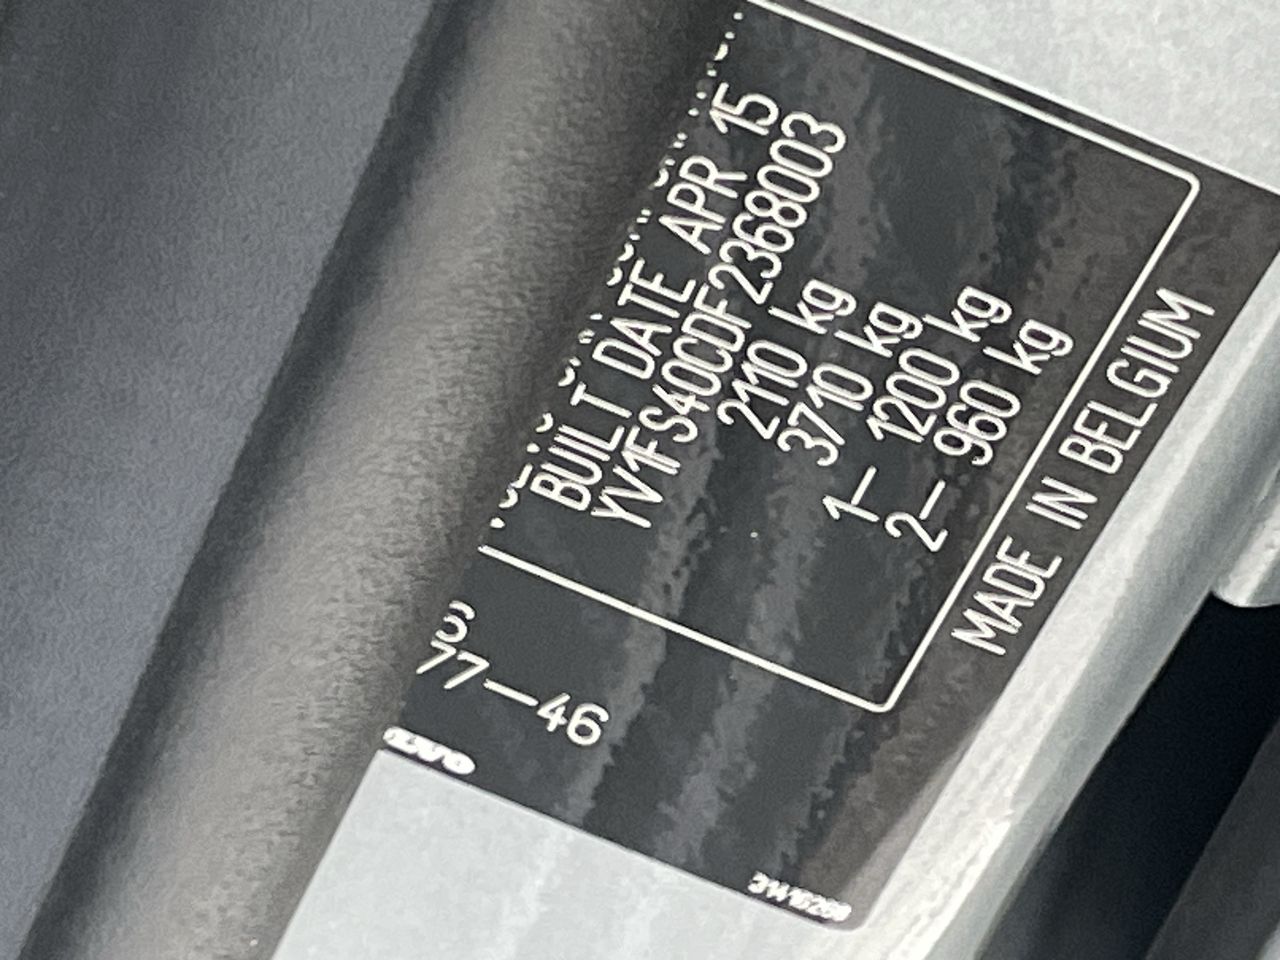 BUILT DATE APR 15
YV1FS40CDF2368003
2110 kg
3710 kg
1— 1200 kg
2— 960 kg
MADE IN BELGIUM
77—46